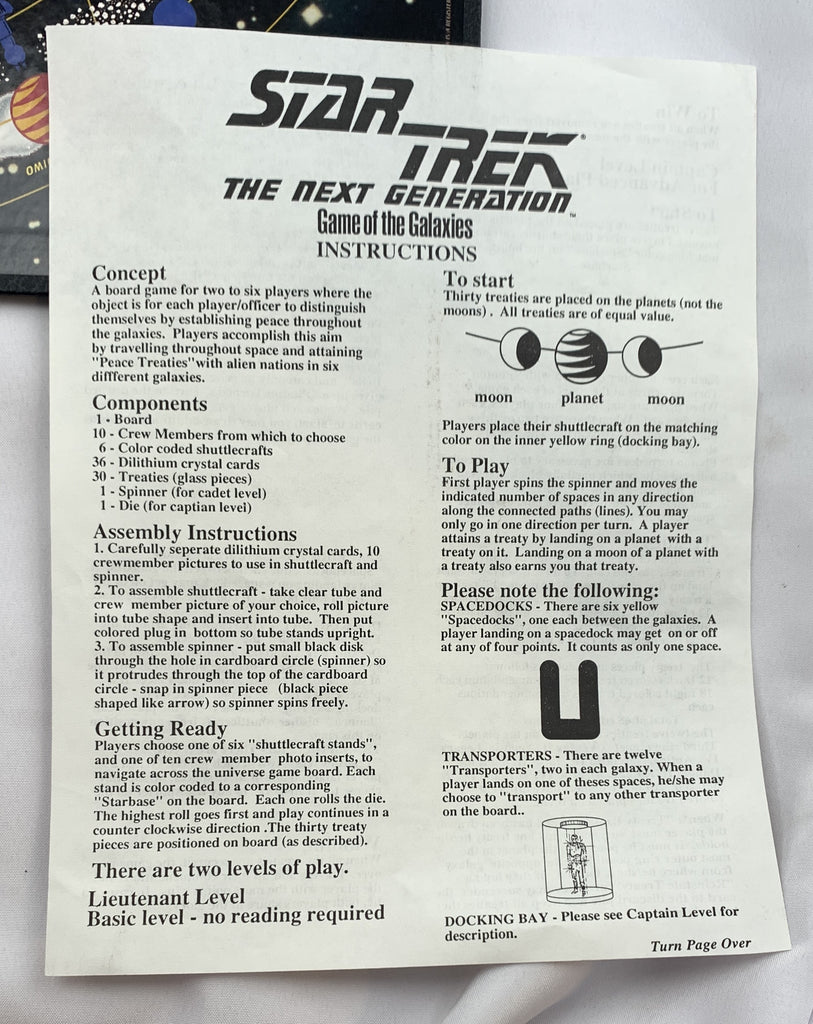 STAR
TREK
THE NEXT GENERATION™
Game of the Galaxies
INSTRUCTIONS
Concept
A board game for two to six players where the
object is for each player/officer to distinguish
themselves by establishing peace throughout
the galaxies. Players accomplish this aim
by travelling throughout space and attaining
"Peace Treaties"with alien nations in six
diffferent galaxies.
Components
1 - Board
10 - Crew Members from which to choose
6 - Color coded shuttlecrafts
36 - Dilithium crystal cards
30 - Treaties (glass pieces)
1 - Spinner (for cadet level)
1 - Die (for captian level)
Assembly Instructions
1. Carefully seperate dilithium crystal cards, 10
crewmember pictures to use in shuttlecraft and
spinner.
2. To assemble shuttlecraft - take clear tube and
crew member picture of your choice, roll picture
into tube shape and insert into tube. Then put
colored plug in bottom so tube stands upright.
3. To assemble spinner - put small black disk
through the hole in cardboard circle (spinner) so
it protrudes through the top of the cardboard
circle - snap in spinner piece (black piece
shaped like arrow) so spinner spins freely.
Getting Ready
Players choose one of six "shuttlecraft stands",
and one of ten crew member photo inserts, to
navigate across the universe game board. Each
stand is color coded to a corresponding
"Starbase" on the board. Each one rolls the die.
The highest roll goes first and play continues in a
counter clockwise direction .The thirty treaty
pieces are positioned on board (as described).
There are two levels of play.
Lieutenant Level
Basic level - no reading required
To start
Thirty treaties are placed on the planets (not the
moons) . All treaties are of equal value.
moon planet moon
Players place their shuttlecraft on the matching
color on the inner yellow ring (docking bay).
To Play
First player spins the spinner and moves the
indicated number of spaces in any direction
along the connected paths (lines). You may
only go in one direction per turn. A player
attains a treaty by landing on a planet with a
treaty on it. Landing on a moon of a planet with
a treaty also earns you that treaty.
Please note the following:
SPACEDOCKS - There are six yellow
"Spacedocks", one each between the galaxies. A
player landing on a spacedock may get on or off
at any of four points. It counts as only one space.
TRANSPORTERS - There are twelve
"Transporters", two in each galaxy. When a
player lands on one of theses spaces, he/she may
choose to "transport" to any other transporter
on the board..
DOCKING BAY - Please see Captain Level for
description.
Turn Page Over